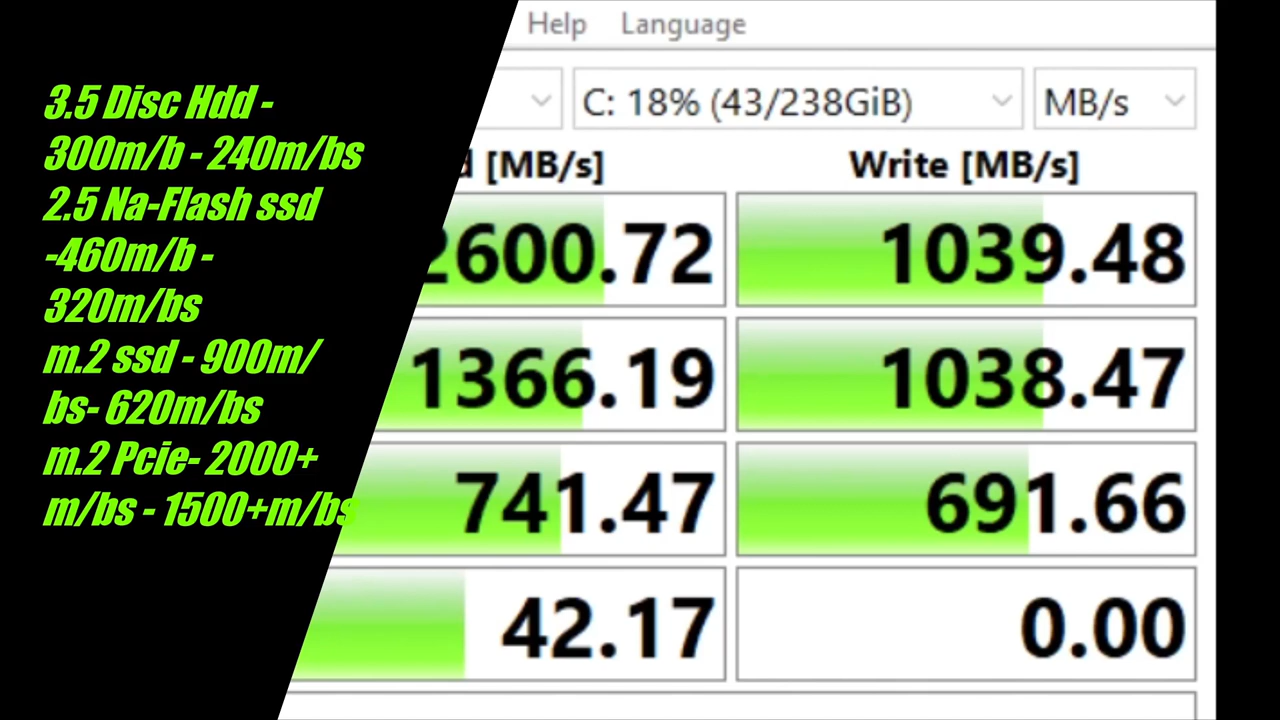 3.5 Disc Hdd -
300m/b - 240m/bs
2.5 Na-Flash ssd
-460m/b -
320m/bs
m.2 ssd - 900m/
bs- 620m/bs
m.2 Pcie- 2000+
m/bs - 1500+m/bs
Help Language
C: 18% (43/238GiB) MB/s
[MB/s] Write [MB/s]
2600.72 1039.48
1366.19 1038.47
741.47 691.66
42.17 0.00